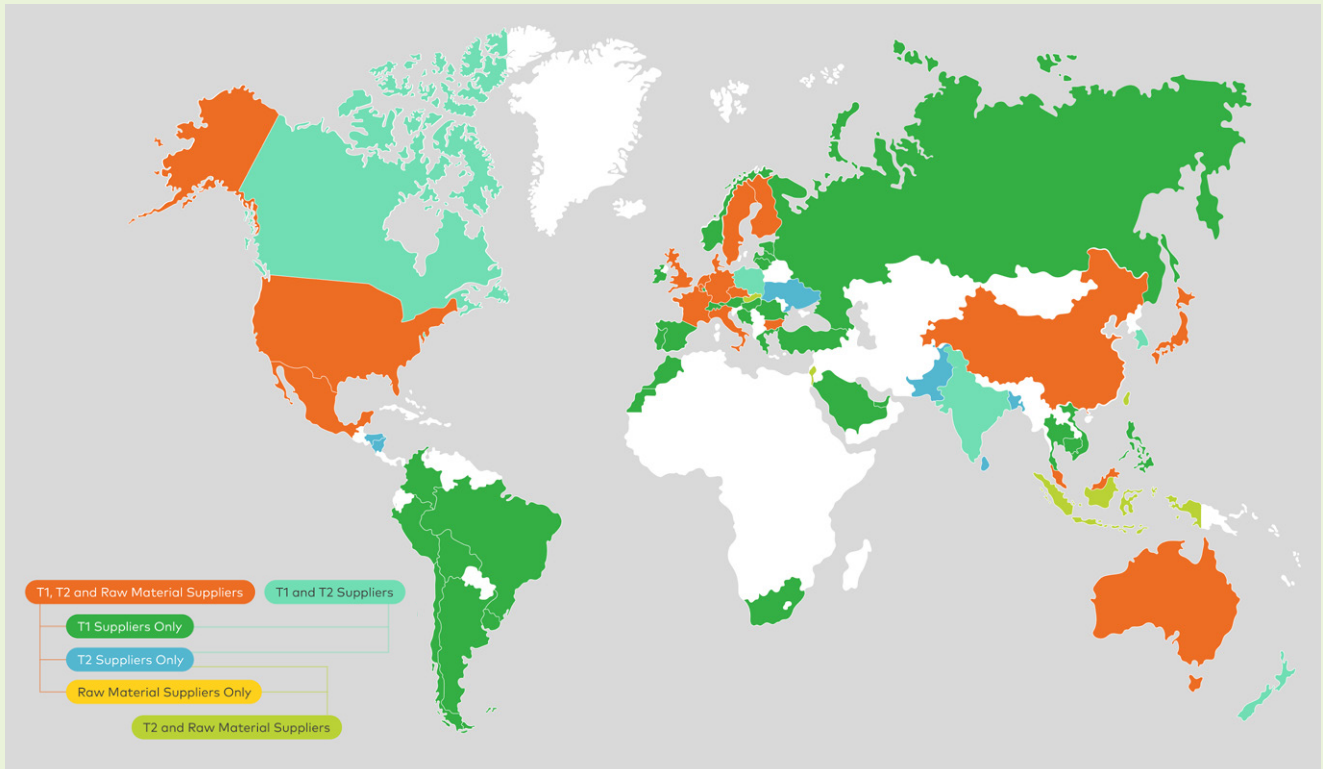 T1, T2 and Raw Material Suppliers
T1 and T2 Suppliers
T1 Suppliers Only
T2 Suppliers Only
Raw Material Suppliers Only
T2 and Raw Material Suppliers